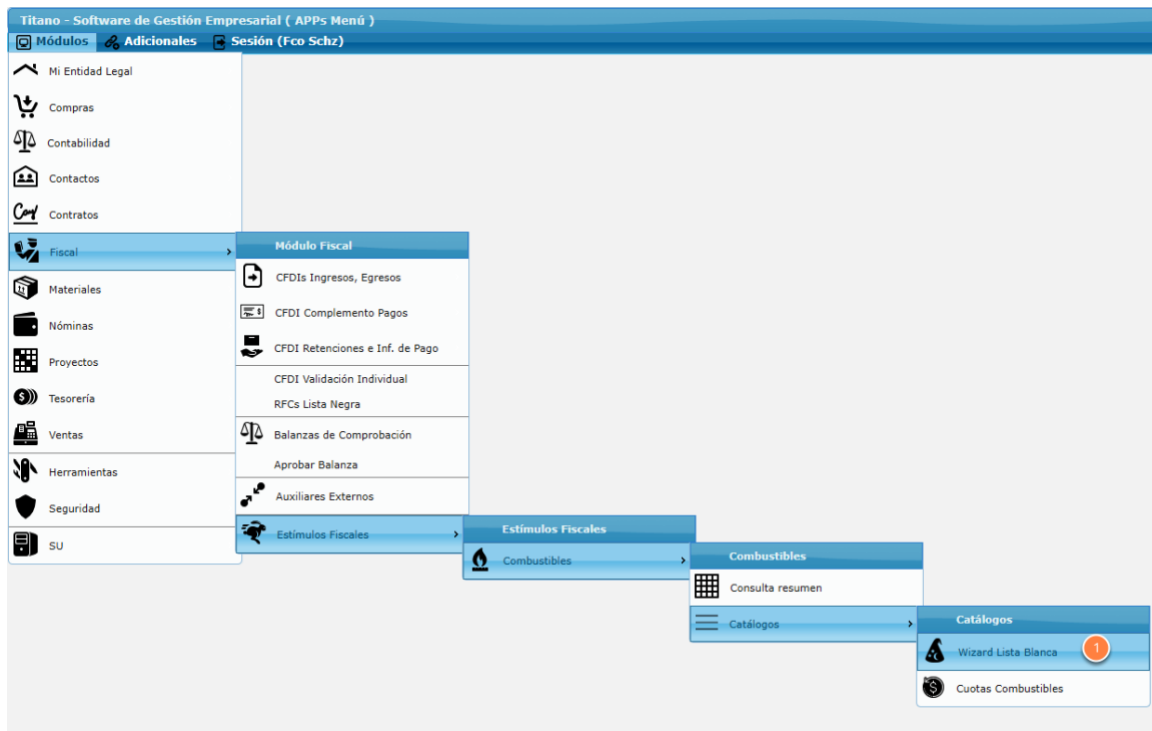 Titano - Software de Gestión Empresarial ( APPs Menú )
Módulos Adicionales Sesión (Fco Schz)
Mi Entidad Legal
Compras
Contabilidad
Contactos
Contratos
Fiscal
Materiales
Nóminas
Proyectos
Tesorería
Ventas
Herramientas
Seguridad
SU
Módulo Fiscal
CFDIs Ingresos, Egresos
CFDI Complemento Pagos
CFDI Retenciones e Inf. de Pago
CFDI Validación Individual
RFCs Lista Negra
Balanzas de Comprobación
Aprobar Balanza
Auxiliares Externos
Estímulos Fiscales
Estímulos Fiscales
Combustibles
Combustibles
Consulta resumen
Catálogos
Catálogos
Wizard Lista Blanca 1
Cuotas Combustibles